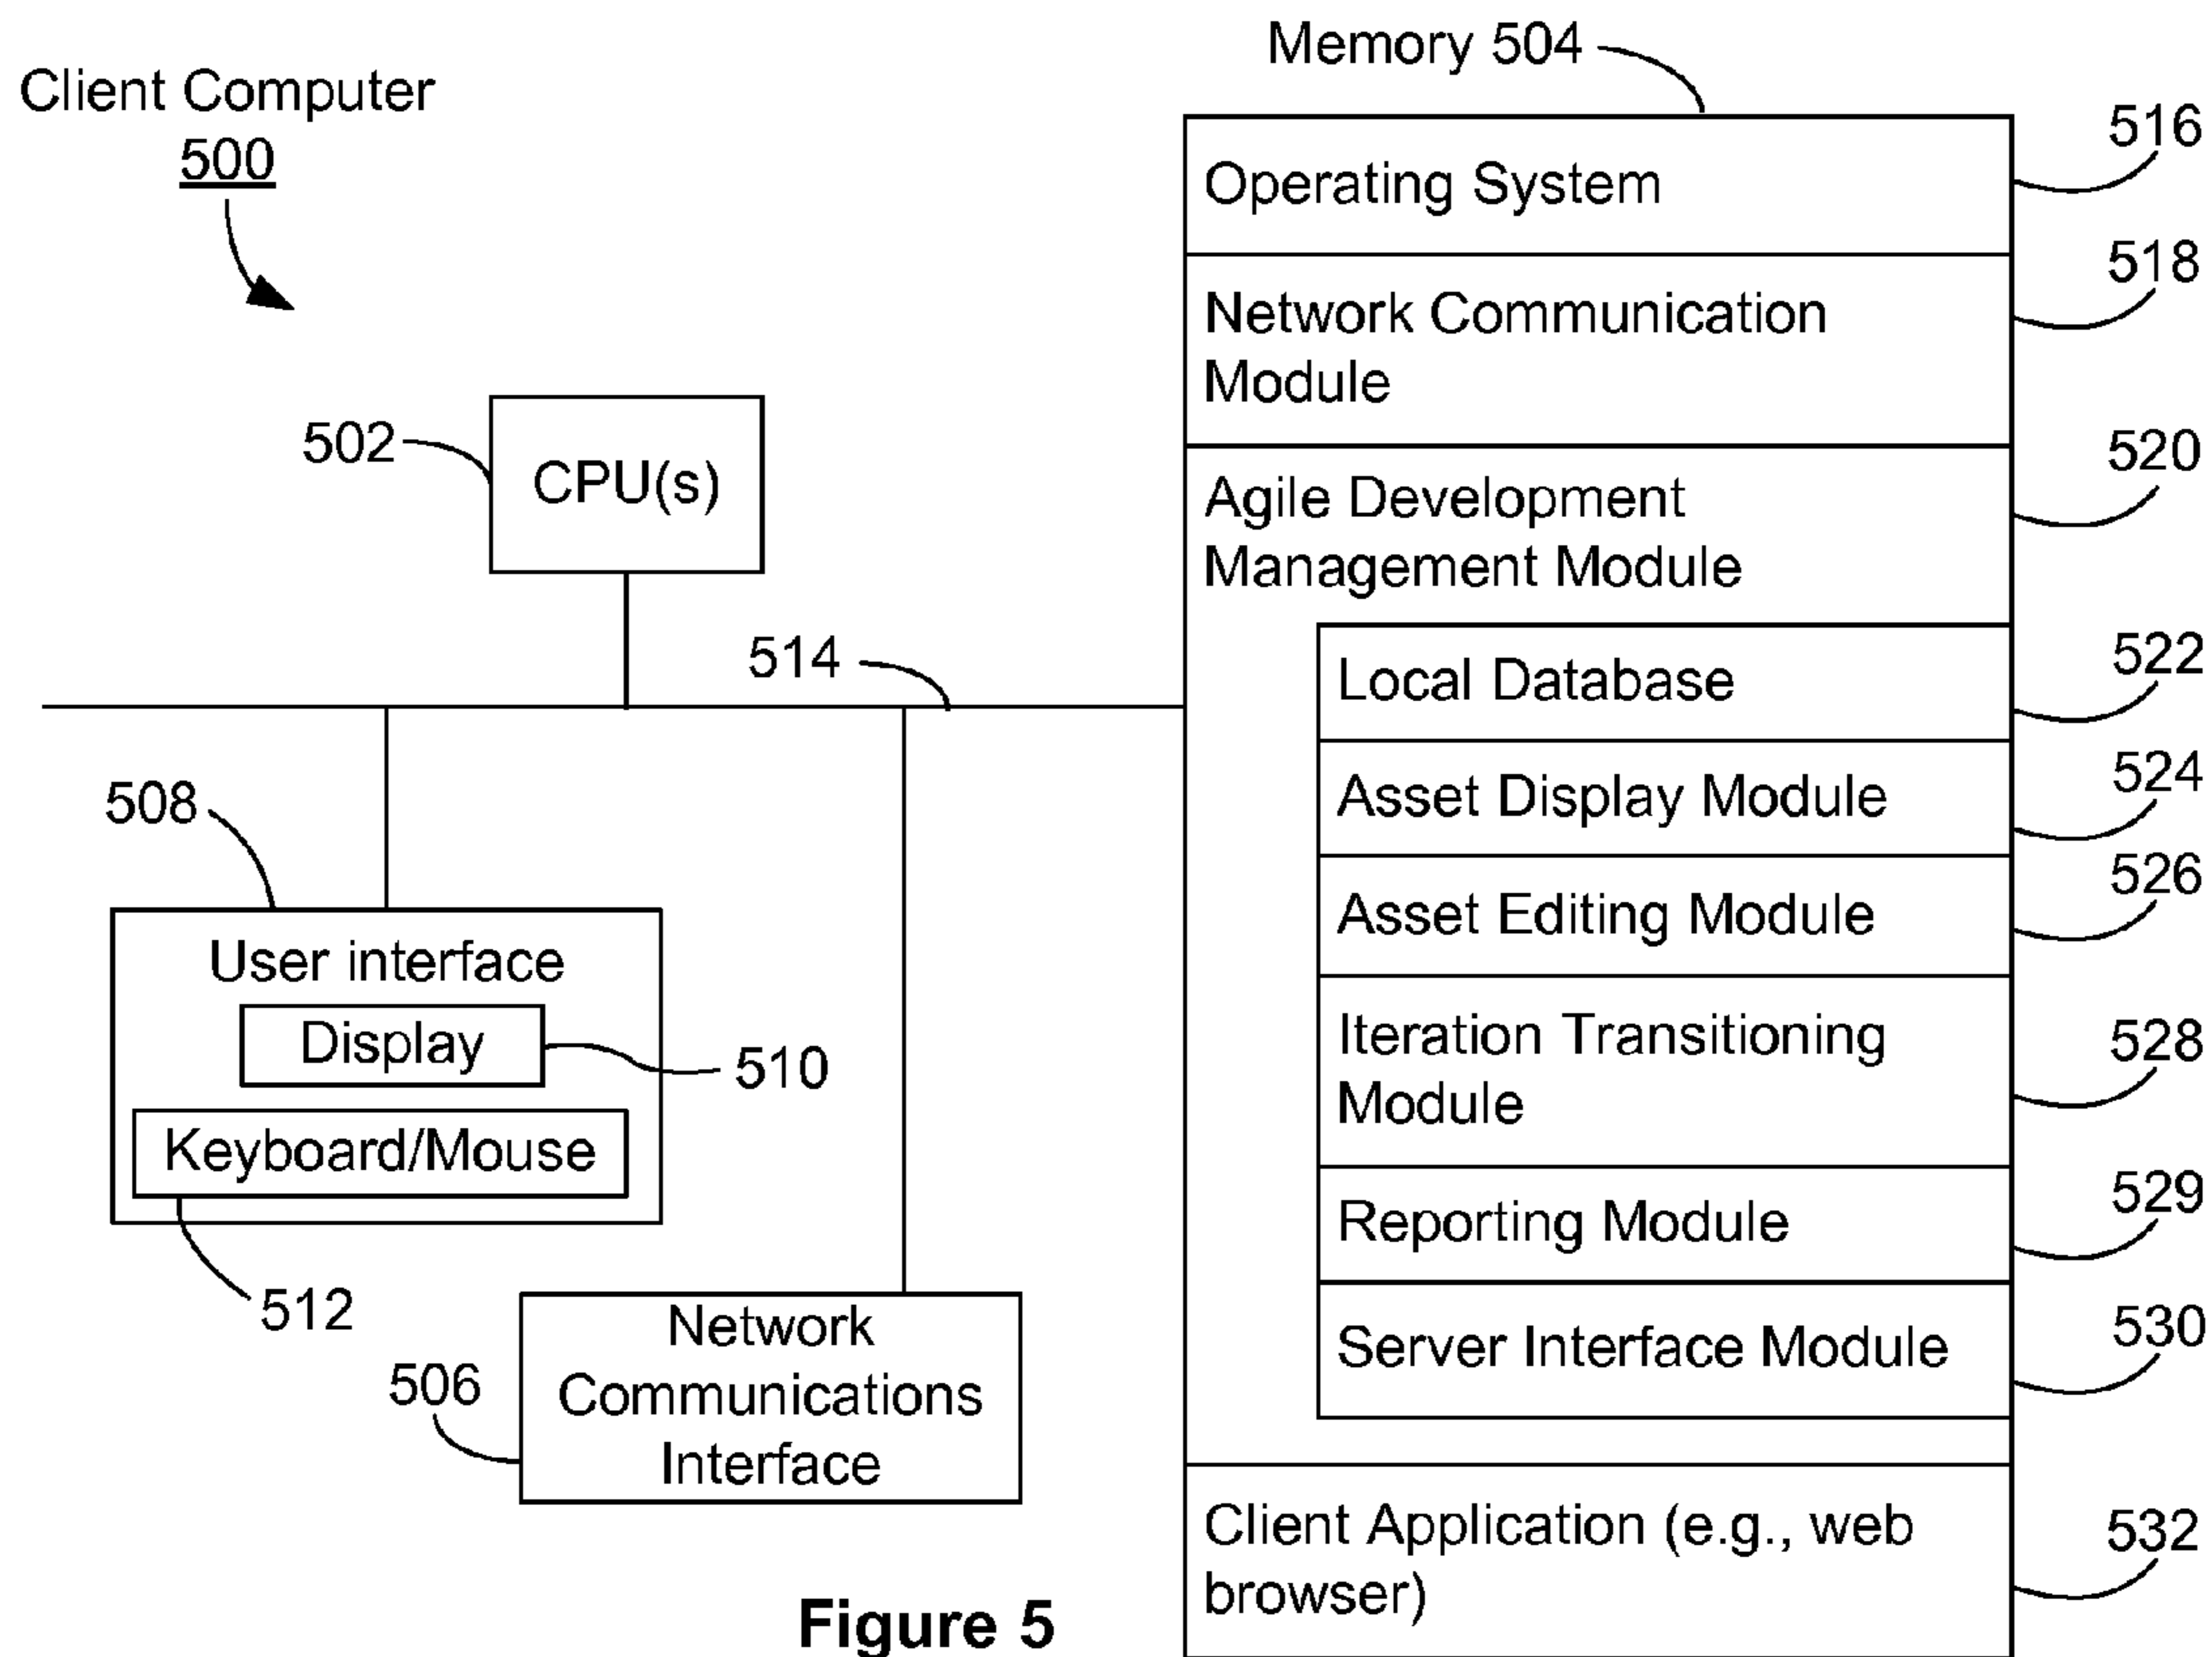 Client Computer
500
Memory 504
Operating System
516
Network Communication
Module
518
Agile Development
Management Module
520
Local Database
522
Asset Display Module
524
Asset Editing Module
526
Iteration Transitioning
Module
528
Reporting Module
529
Server Interface Module
530
Client Application (e.g., web
browser)
532
502
CPU(s)
514
508
User interface
Display
510
Keyboard/Mouse
512
506
Network
Communications
Interface
Figure 5